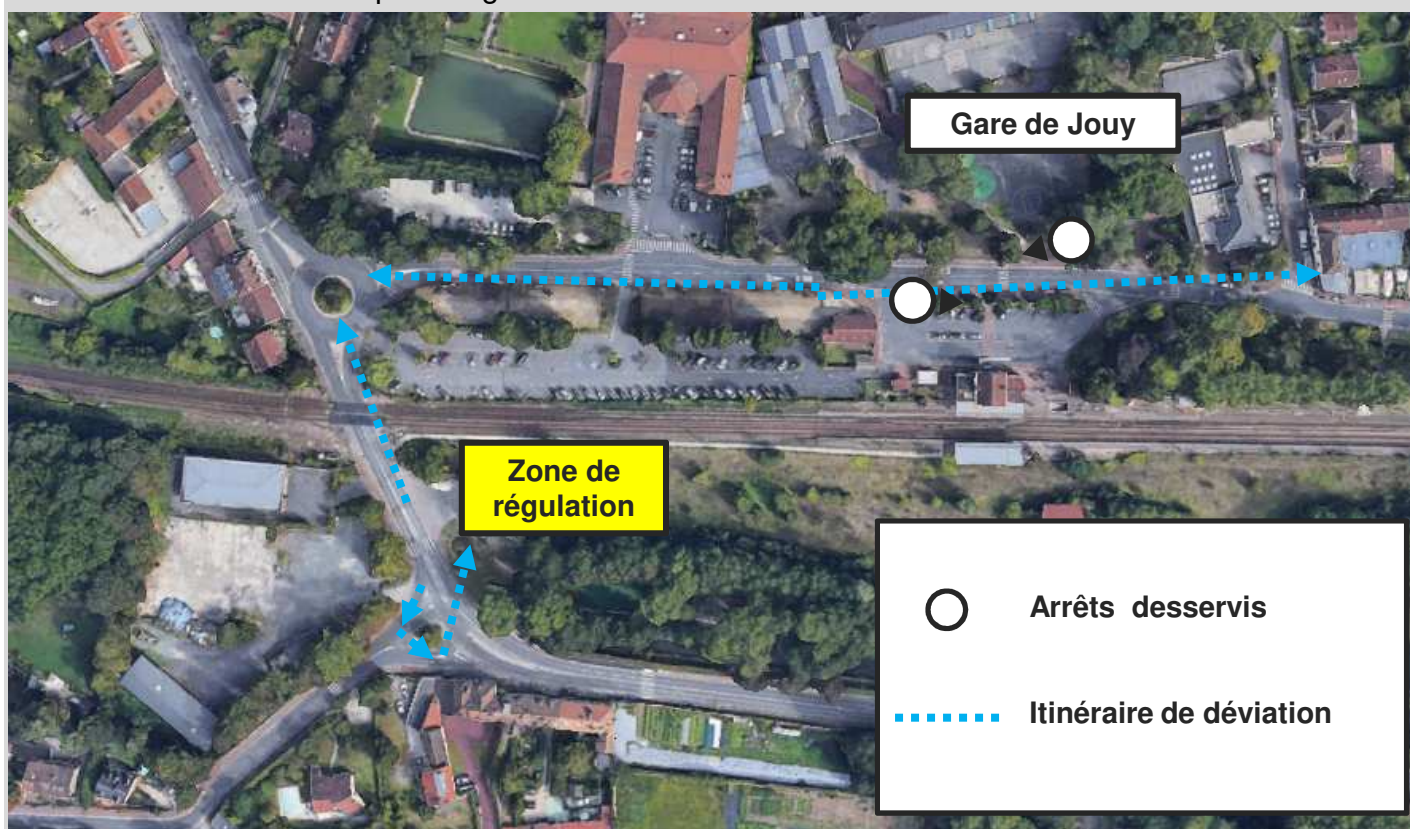 Gare de Jouy
Zone de
régulation
Arrêts desservis
Itinéraire de déviation